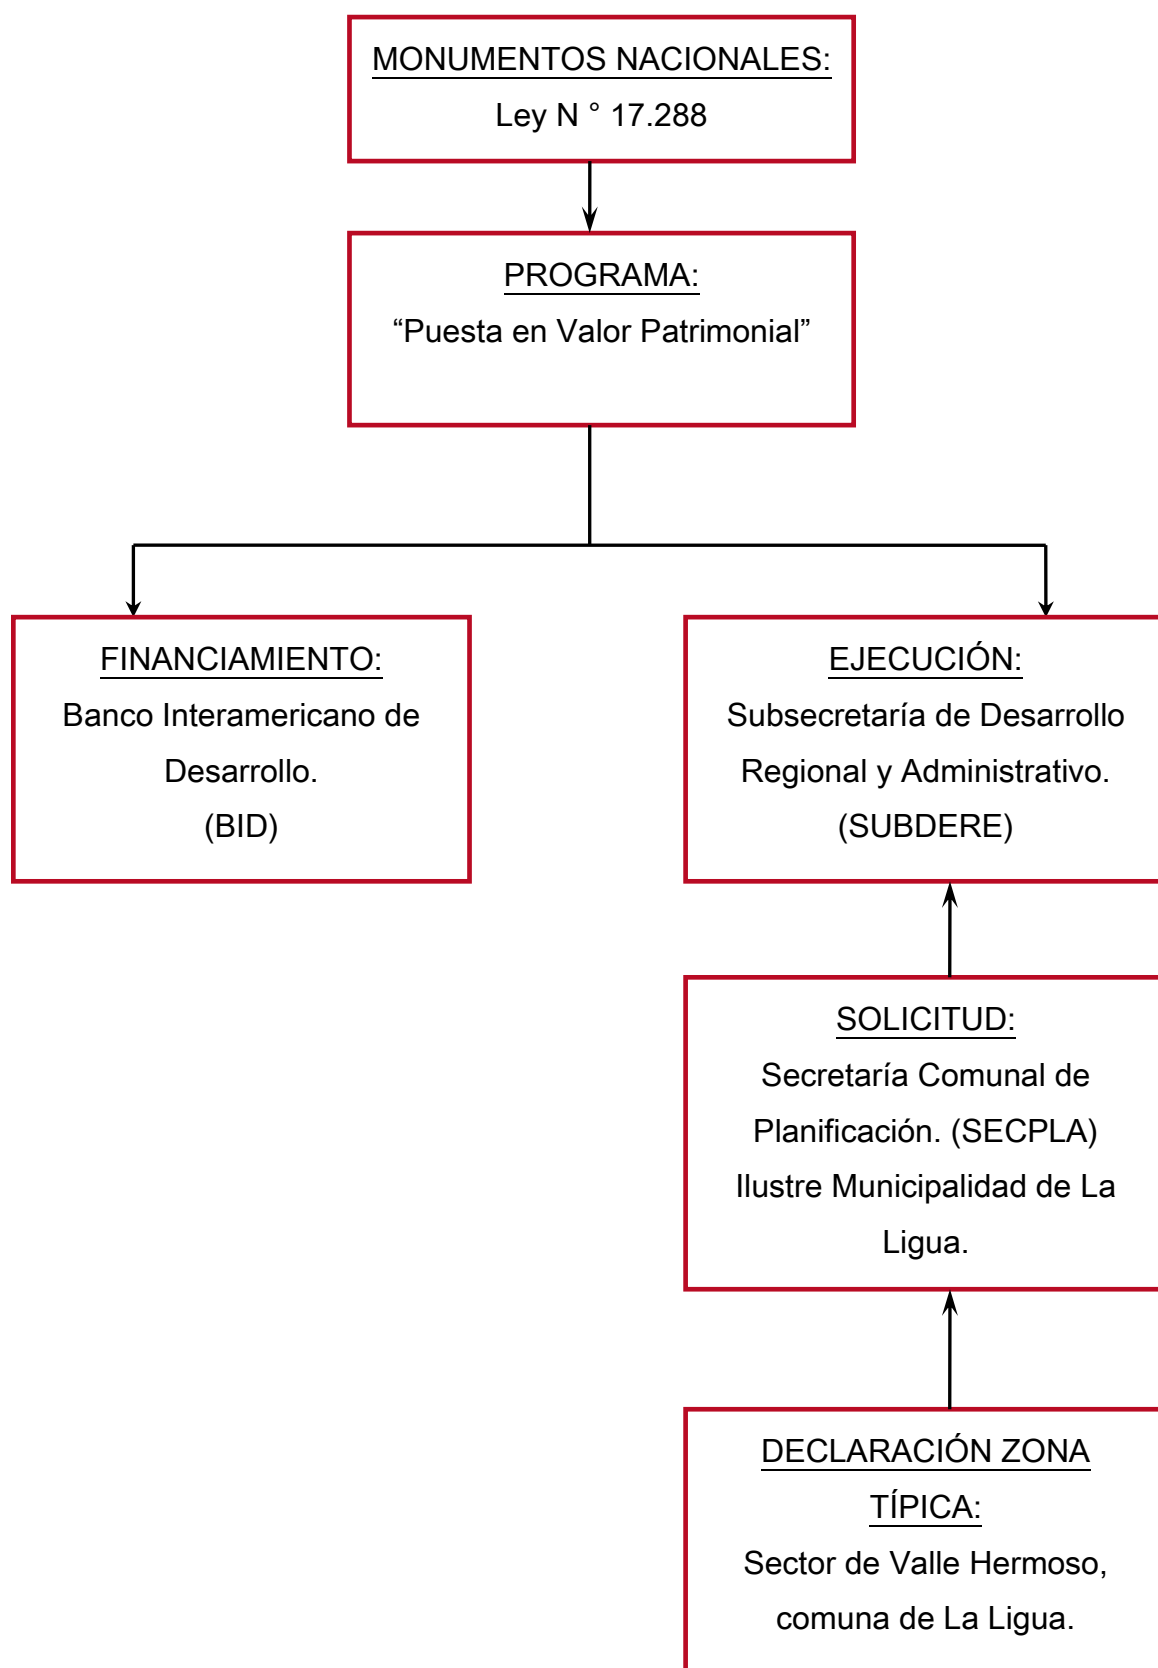 MONUMENTOS NACIONALES:
Ley N ° 17.288
PROGRAMA:
“Puesta en Valor Patrimonial”
FINANCIAMIENTO:
Banco Interamericano de
Desarrollo.
(BID)
EJECUCIÓN:
Subsecretaría de Desarrollo
Regional y Administrativo.
(SUBDERE)
SOLICITUD:
Secretaría Comunal de
Planificación. (SECPLA)
Ilustre Municipalidad de La
Ligua.
DECLARACIÓN ZONA
TÍPICA:
Sector de Valle Hermoso,
comuna de La Ligua.